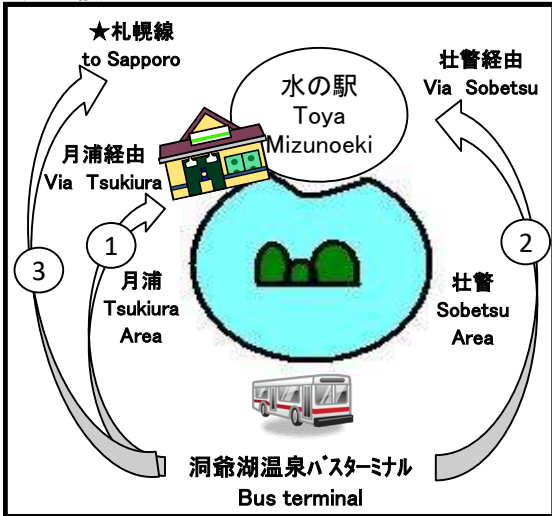 ★札幌線
to Sapporo
壮瞥経由
Via Sobetsu
水の駅
Toya
Mizunoeki
月浦経由
Via Tsukiura
1
2
3
月浦
Tsukiura
Area
壮瞥
Sobetsu
Area
洞爺湖温泉バスターミナル
Bus terminal